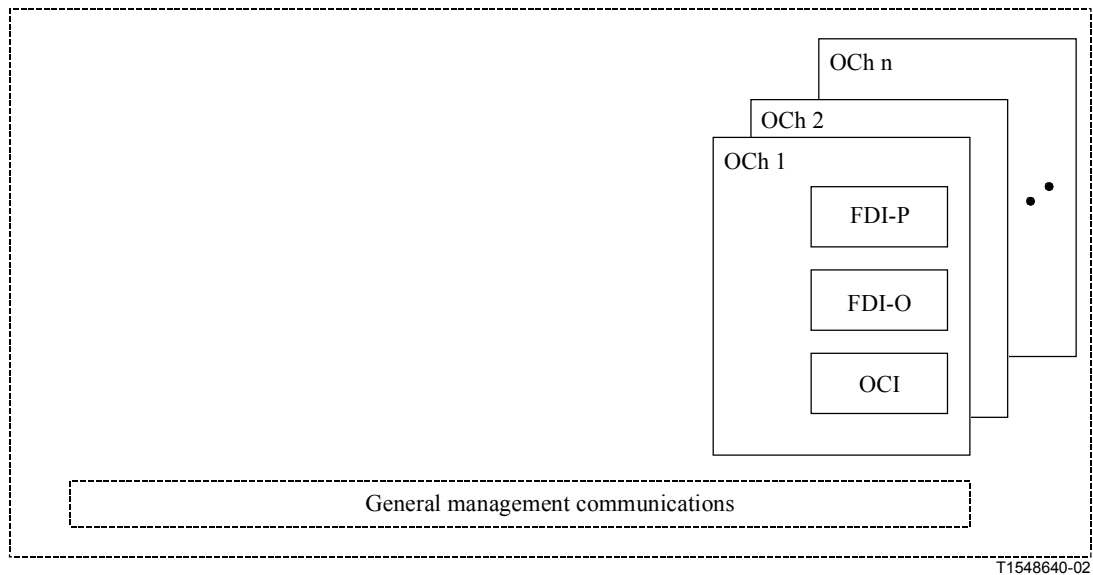 OCh n
OCh 2
OCh 1
FDI-P
FDI-O
OCI
General management communications
T1548640-02